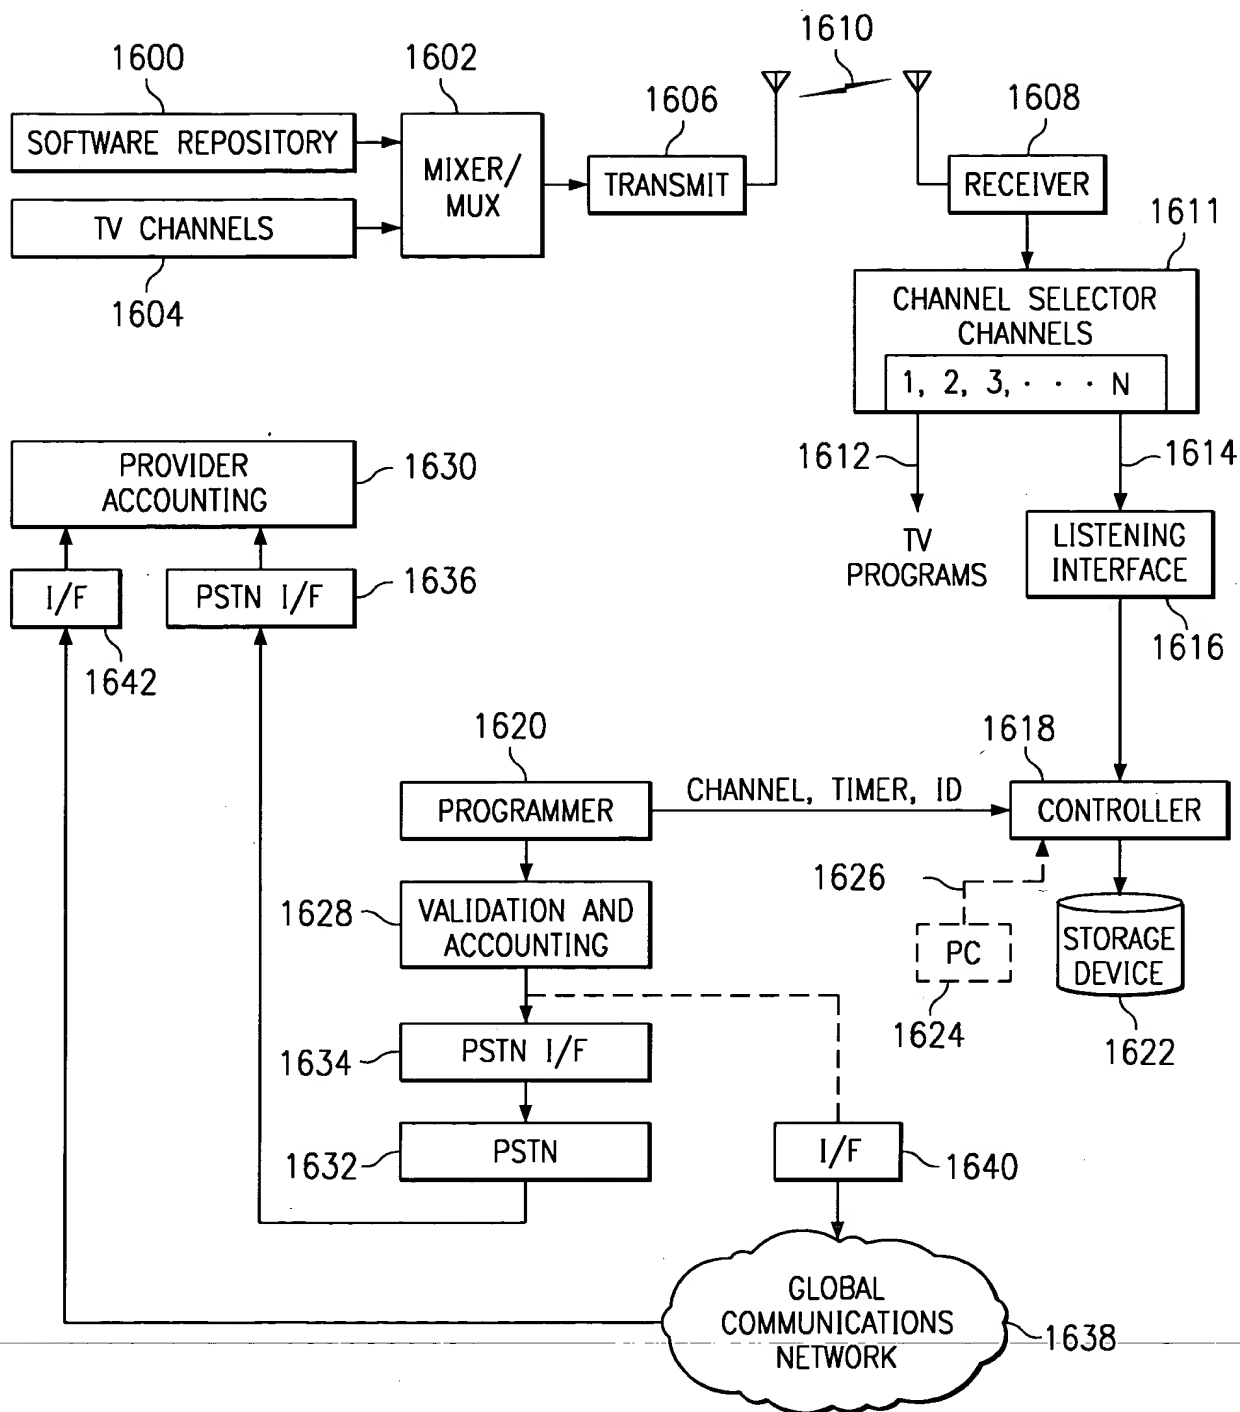 1610
1600
1602
1606
1608
SOFTWARE REPOSITORY
MIXER/
MUX
TRANSMIT
RECEIVER
TV CHANNELS
1604
1611
CHANNEL SELECTOR
CHANNELS
1, 2, 3, · · · N
1612
1614
TV
PROGRAMS
LISTENING
INTERFACE
1616
PROVIDER
ACCOUNTING
1630
I/F
PSTN I/F
1636
1642
1620
1618
PROGRAMMER
CHANNEL, TIMER, ID
CONTROLLER
1626
1628
VALIDATION AND
ACCOUNTING
PC
1624
STORAGE
DEVICE
1622
1634
PSTN I/F
1632
PSTN
I/F
1640
GLOBAL
COMMUNICATIONS
NETWORK
1638